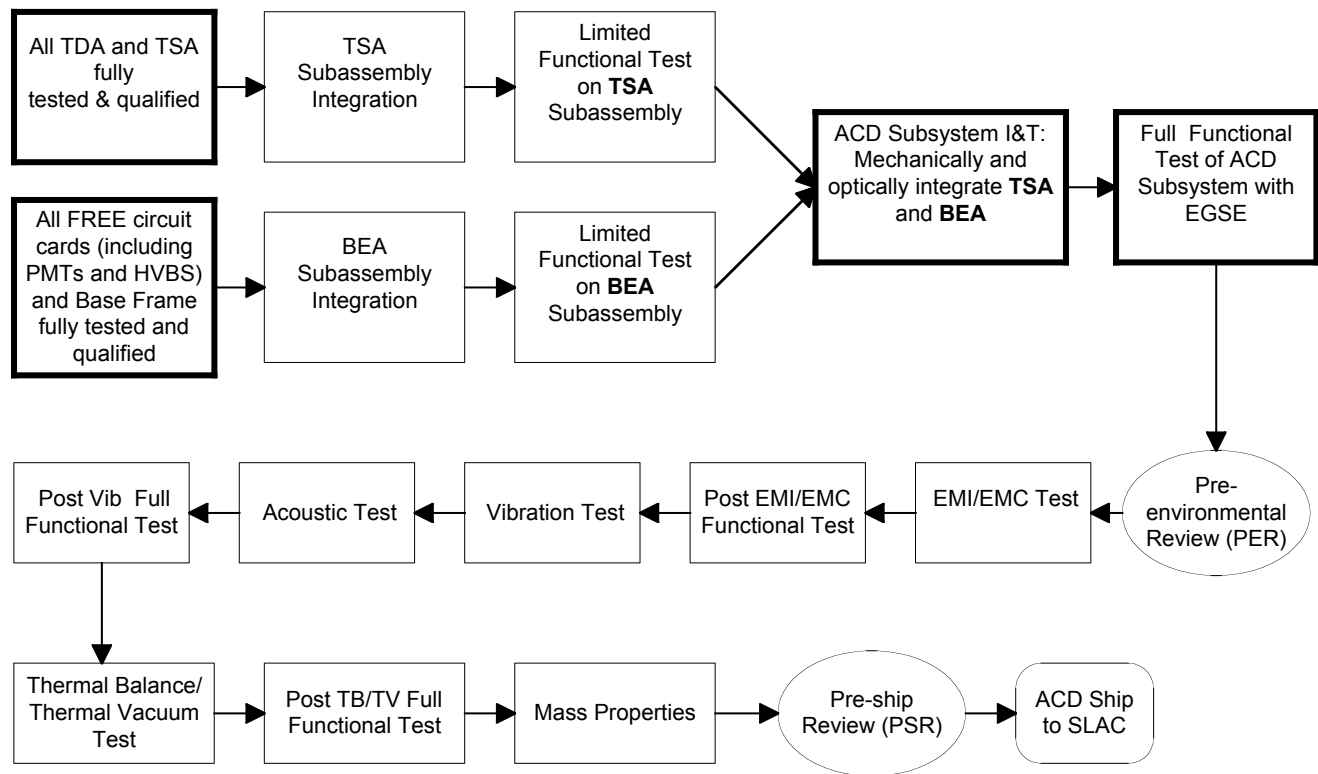 All TDA and TSA
fully
tested & qualified
TSA
Subassembly
Integration
Limited
Functional Test
on TSA
Subassembly
ACD Subsystem I&T:
Mechanically and
optically integrate TSA
and BEA
Full Functional
Test of ACD
Subsystem with
EGSE
All FREE circuit
cards (including
PMTs and HVBS)
and Base Frame
fully tested and
qualified
BEA
Subassembly
Integration
Limited
Functional Test
on BEA
Subassembly
Pre-
environmental
Review (PER)
EMI/EMC Test
Post EMI/EMC
Functional Test
Vibration Test
Acoustic Test
Post Vib Full
Functional Test
Thermal Balance/
Thermal Vacuum
Test
Post TB/TV Full
Functional Test
Mass Properties
Pre-ship
Review (PSR)
ACD Ship
to SLAC